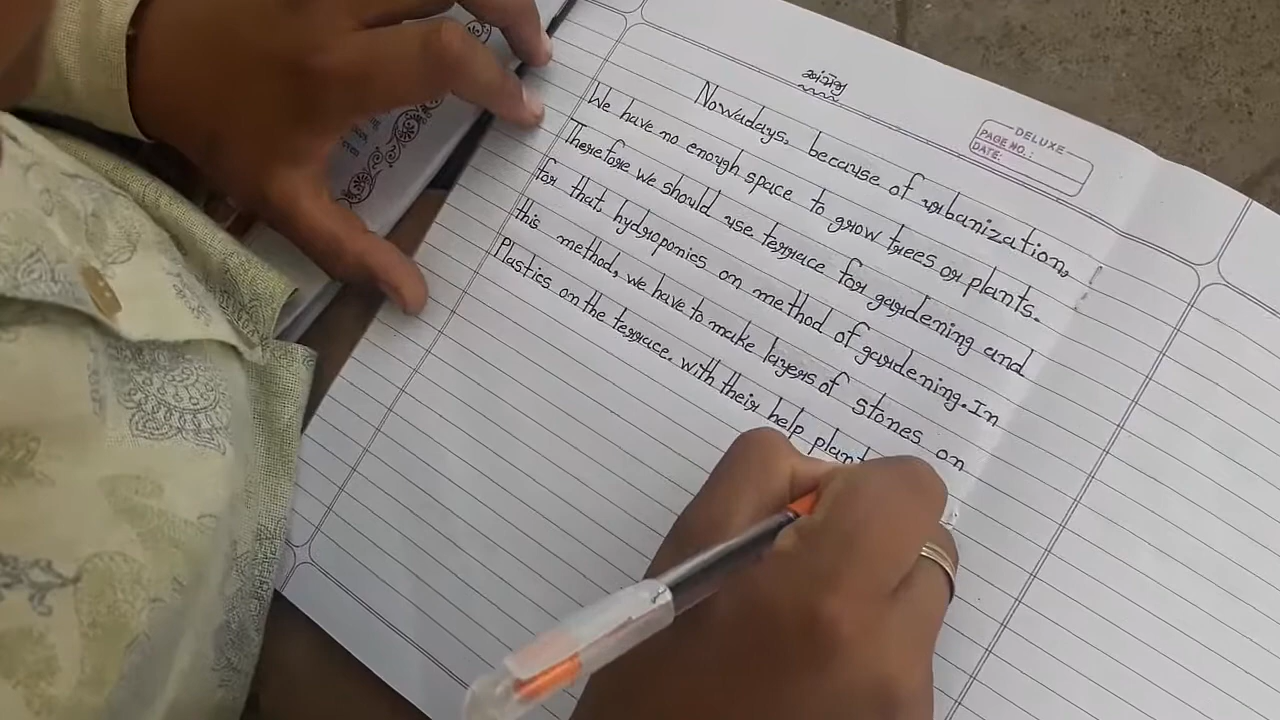 DELUXE
PAGE NO.:
DATE:
Nowadays, because of urbanization,
We have no enough space to grow trees or plants.
Therefore we should use terrace for gardening and
for that, hydroponics on method of gardening. In
this method, we have to make layers of stones on
Plastics on the terrace. with their help plant